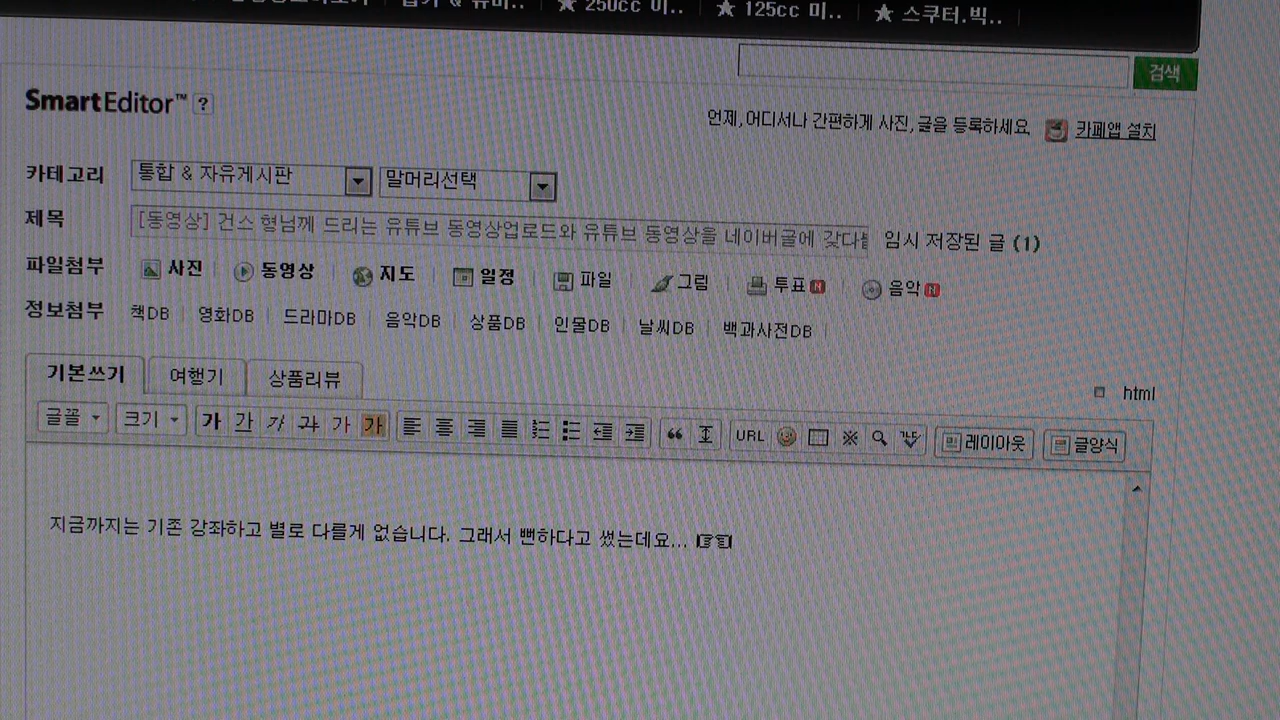 ★ 250cc 미.. ★ 125cc 미.. ★ 스쿠터.빅..
검색
SmartEditor™ ?
언제,어디서나 간편하게 사진,글을 등록하세요 카페앱 설치
카테고리 통합 & 자유게시판 말머리선택
제목 [동영상] 건스 형님께 드리는 유튜브 동영상업로드와 유튜브 동영상을 네이버글에 임시 저장된 글 (1)
파일첨부 사진 동영상 지도 일정 파일 그림 투표 N 음악 N
정보첨부 책DB 영화DB 드라마DB 음악DB 상품DB 인물DB 날씨DB 백과사전DB
기본쓰기 여행기 상품리뷰
html
글꼴 크기 가 가 가 가 가 가 URL ※ 레이아웃 글양식
지금까지는 기존 강좌하고 별로 다를게 없습니다. 그래서 뻔하다고 썼는데요... ☞☜